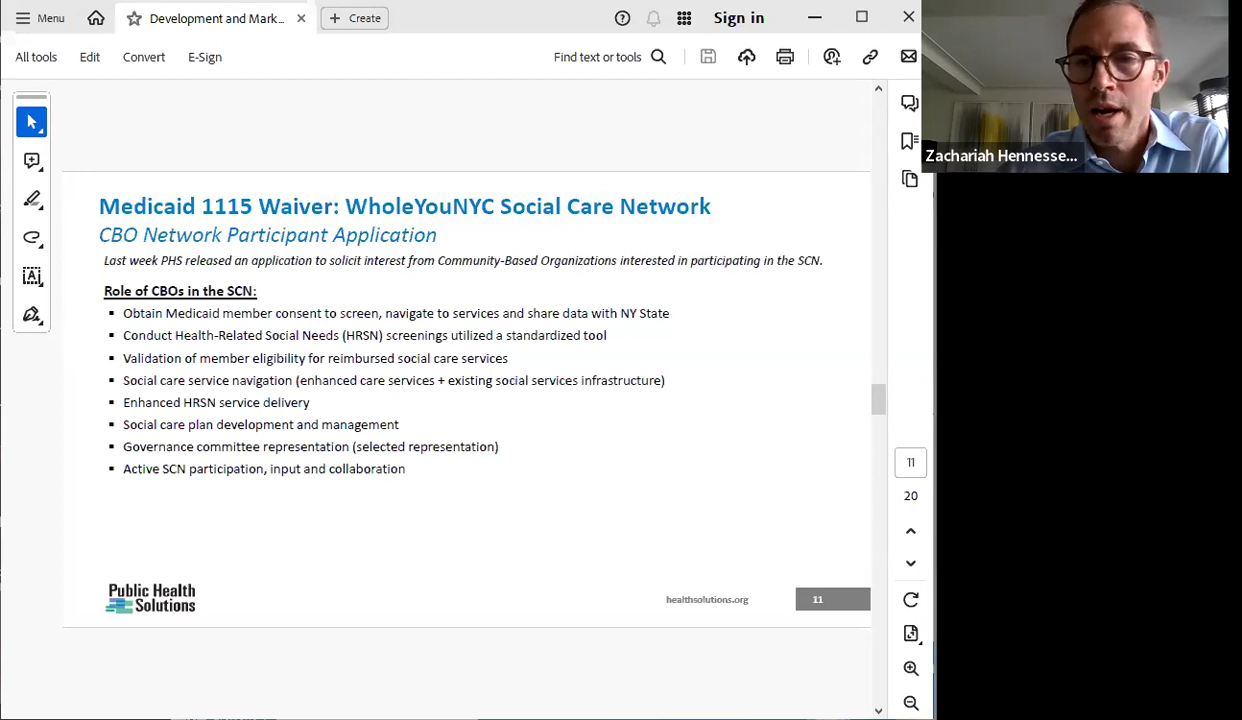 Menu
Development and Mark...
Create
Sign in
All tools
Edit
Convert
E-Sign
Find text or tools
Zachariah Hennesse...
Medicaid 1115 Waiver: WholeYouNYC Social Care Network
CBO Network Participant Application
Last week PHS released an application to solicit interest from Community-Based Organizations interested in participating in the SCN.
Role of CBOs in the SCN:
▪ Obtain Medicaid member consent to screen, navigate to services and share data with NY State
▪ Conduct Health-Related Social Needs (HRSN) screenings utilized a standardized tool
▪ Validation of member eligibility for reimbursed social care services
▪ Social care service navigation (enhanced care services + existing social services infrastructure)
▪ Enhanced HRSN service delivery
▪ Social care plan development and management
▪ Governance committee representation (selected representation)
▪ Active SCN participation, input and collaboration
11
20
Public Health
Solutions
healthsolutions.org
11